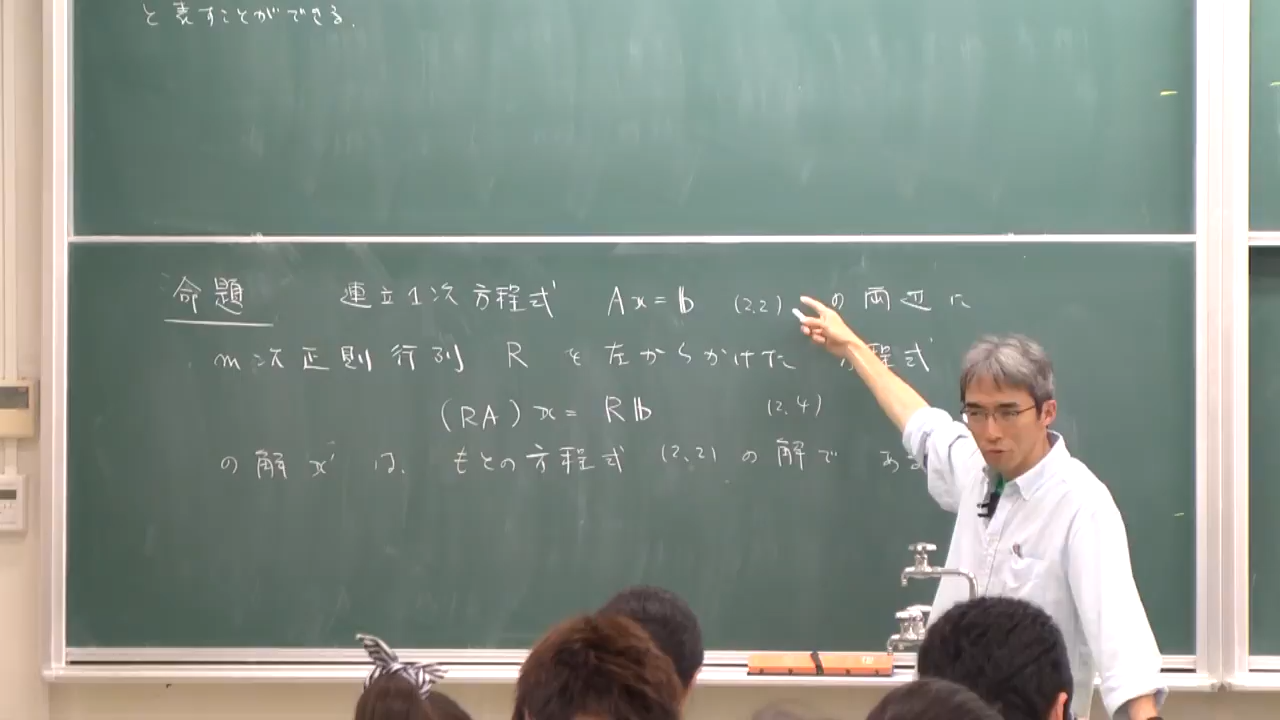 と表すことができる.
命題 連立1次方程式 Ax=b (2.2) の両辺に
m次正則行列 R を左からかけた 方程式
(RA)x = Rb (2.4)
の解 x' は、もとの方程式 (2.2) の解である